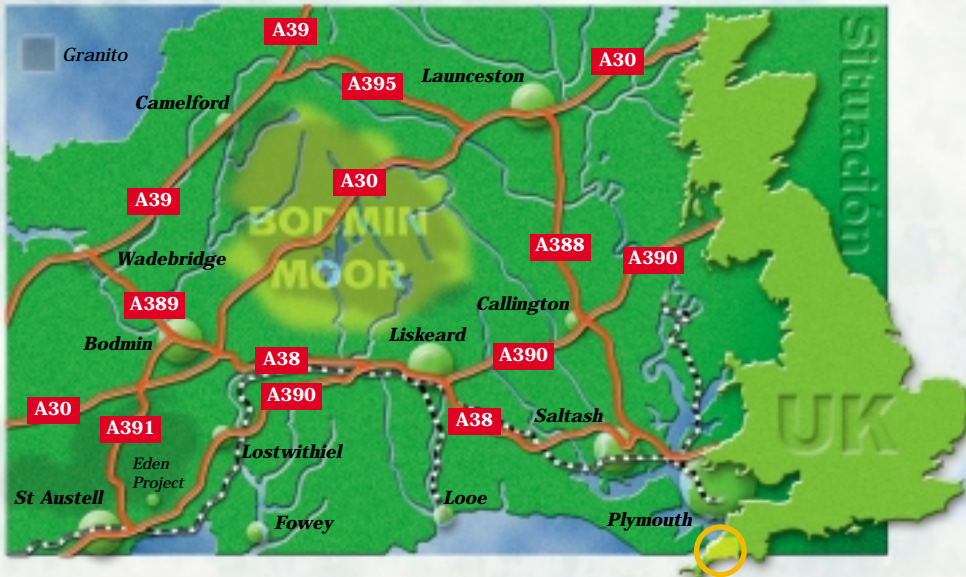 A39
Granito
A395
Launceston
A30
Situación
Camelford
A30
A39
BODMIN
MOOR
A388
A390
Wadebridge
A389
Callington
Bodmin
Liskeard
A38
A390
A390
A30
A391
A38
Saltash
UK
Lostwithiel
Eden
Project
St Austell
Looe
Fowey
Plymouth